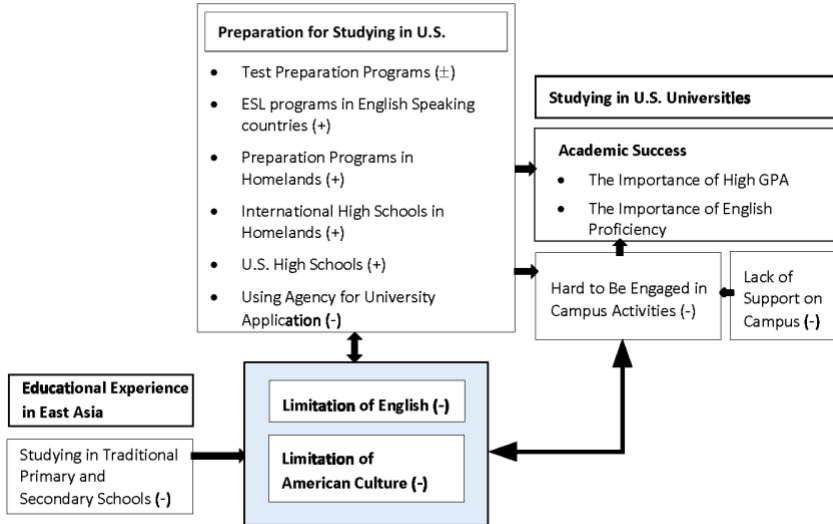 Preparation for Studying in U.S.
• Test Preparation Programs (±)
• ESL programs in English Speaking
countries (+)
• Preparation Programs in
Homelands (+)
• International High Schools in
Homelands (+)
• U.S. High Schools (+)
• Using Agency for University
Application (-)
Studying in U.S. Universities
Academic Success
• The Importance of High GPA
• The Importance of English
Proficiency
Hard to Be Engaged in
Campus Activities (-)
Lack of
Support on
Campus (-)
Educational Experience
in East Asia
Studying in Traditional
Primary and
Secondary Schools (-)
Limitation of English (-)
Limitation of
American Culture (-)